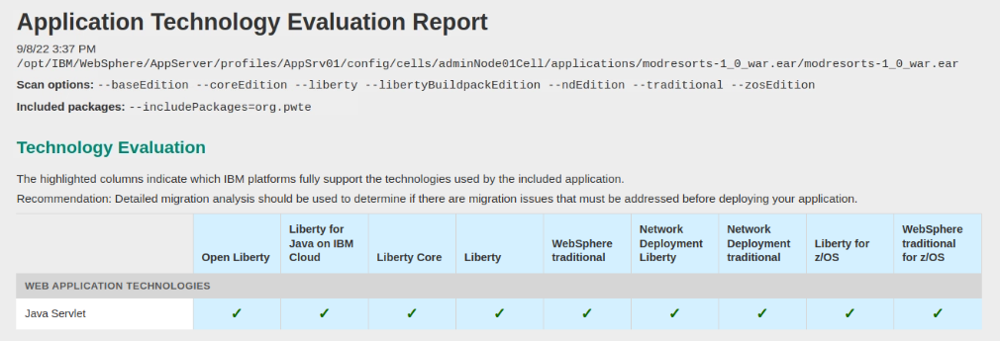 Application Technology Evaluation Report
9/8/22 3:37 PM
/opt/IBM/WebSphere/AppServer/profiles/AppSrv01/config/cells/adminNode01Cell/applications/modresorts-1_0_war.ear/modresorts-1_0_war.ear
Scan options: --baseEdition --coreEdition --liberty --libertyBuildpackEdition --ndEdition --traditional --zosEdition
Included packages: --includePackages=org.pwte
Technology Evaluation
The highlighted columns indicate which IBM platforms fully support the technologies used by the included application.
Recommendation: Detailed migration analysis should be used to determine if there are migration issues that must be addressed before deploying your application.
Open Liberty
Liberty for
Java on IBM
Cloud
Liberty Core
Liberty
WebSphere
traditional
Network
Deployment
Liberty
Network
Deployment
traditional
Liberty for
z/OS
WebSphere
traditional
for z/OS
WEB APPLICATION TECHNOLOGIES
Java Servlet ✓ ✓ ✓ ✓ ✓ ✓ ✓ ✓ ✓